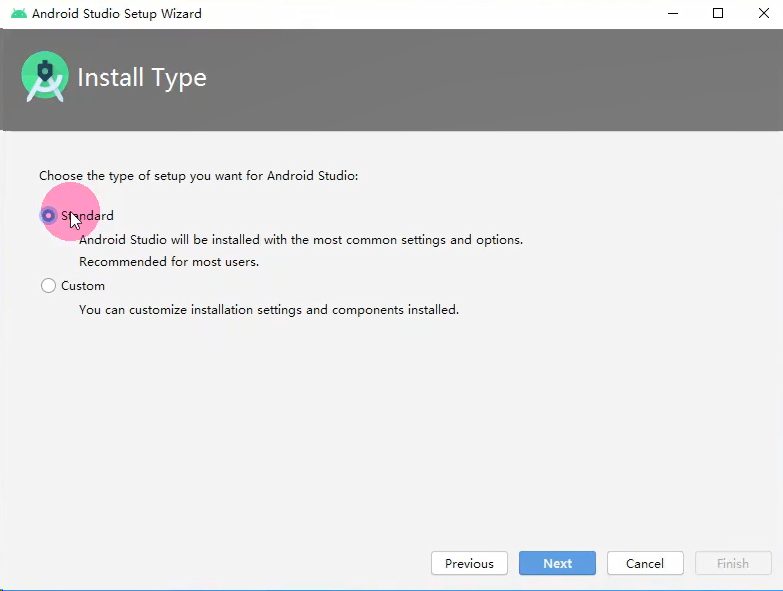 Android Studio Setup Wizard
Install Type
Choose the type of setup you want for Android Studio:
Standard
Android Studio will be installed with the most common settings and options.
Recommended for most users.
Custom
You can customize installation settings and components installed.
Previous Next Cancel Finish